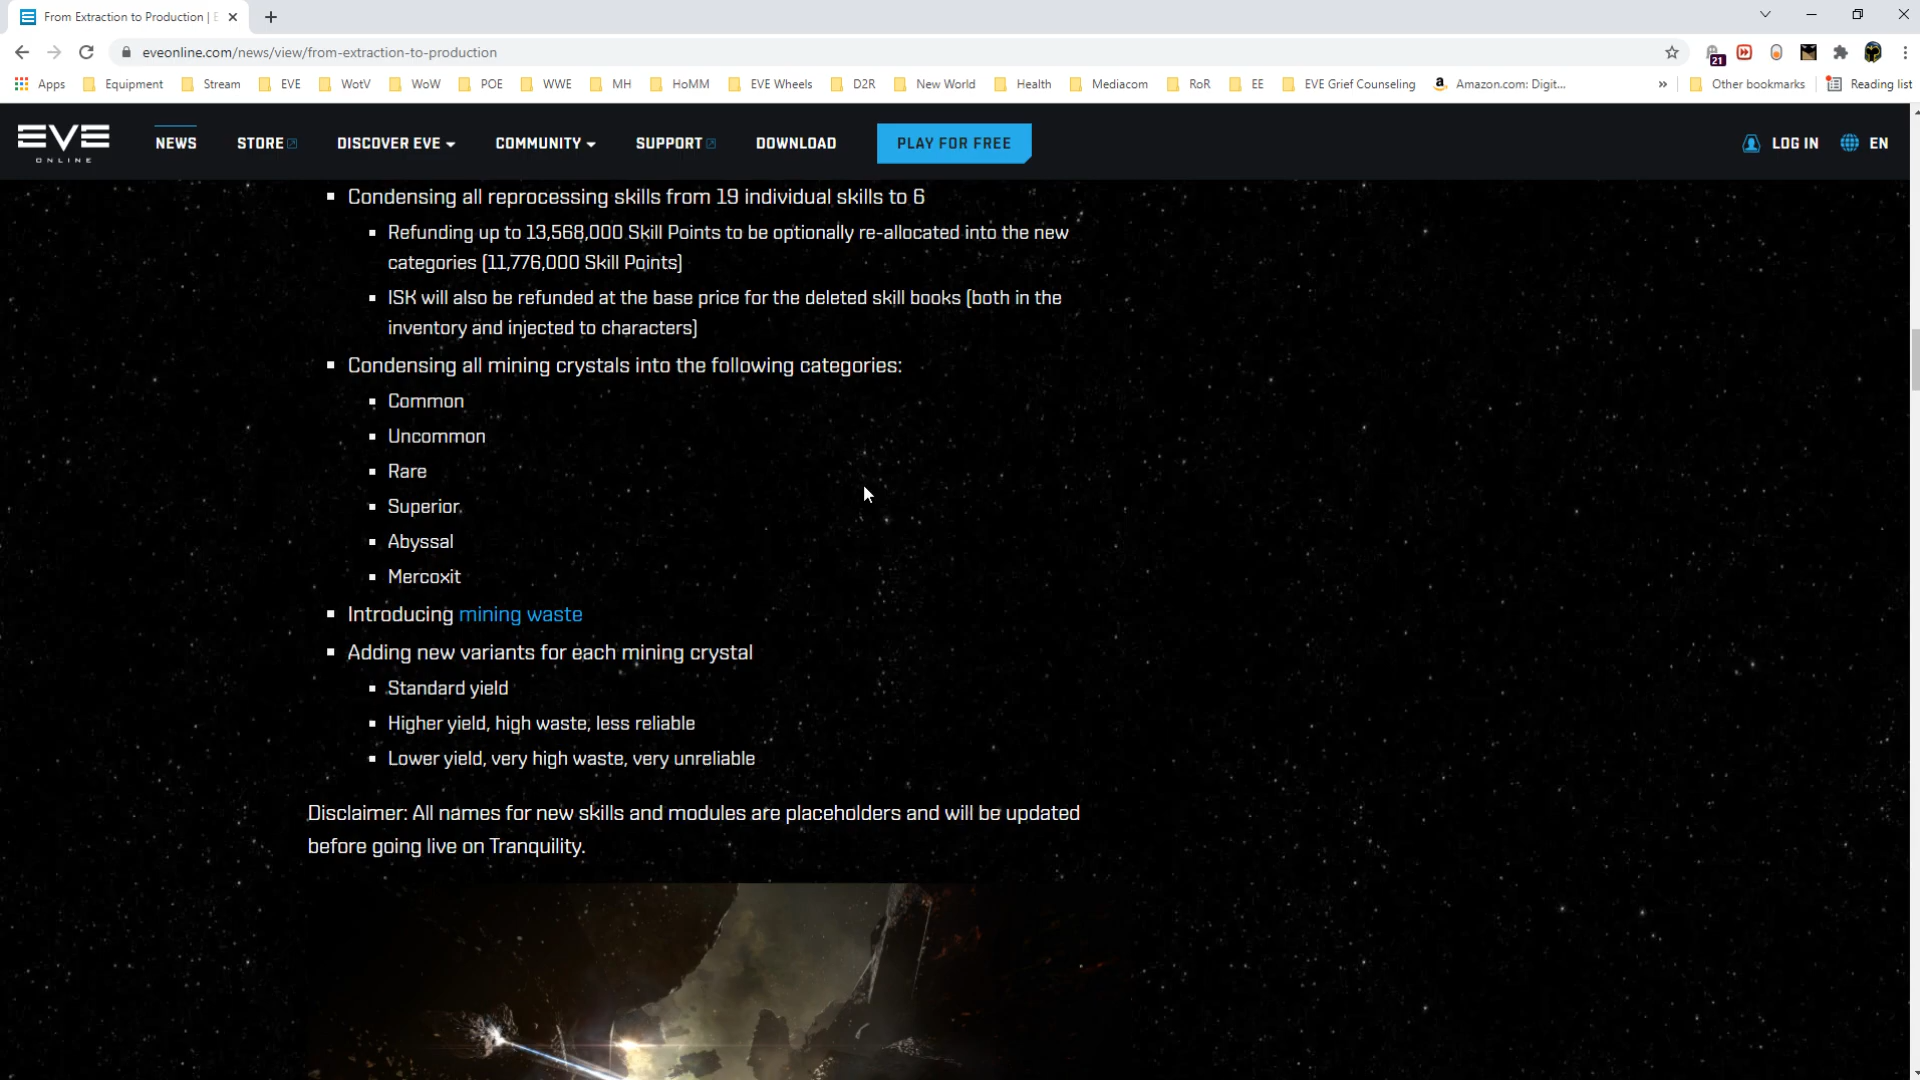 From Extraction to Production | E
eveonline.com/news/view/from-extraction-to-production
21
Apps Equipment Stream EVE WotV WoW POE WWE MH HoMM EVE Wheels D2R New World Health Mediacom RoR EE EVE Grief Counseling Amazon.com: Digit... » Other bookmarks Reading list
EVE ONLINE
NEWS STORE DISCOVER EVE COMMUNITY SUPPORT DOWNLOAD PLAY FOR FREE LOG IN EN
Condensing all reprocessing skills from 19 individual skills to 6
Refunding up to 13,568,000 Skill Points to be optionally re-allocated into the new
categories (11,776,000 Skill Points)
ISK will also be refunded at the base price for the deleted skill books (both in the
inventory and injected to characters)
Condensing all mining crystals into the following categories:
Common
Uncommon
Rare
Superior
Abyssal
Mercoxit
Introducing mining waste
Adding new variants for each mining crystal
Standard yield
Higher yield, high waste, less reliable
Lower yield, very high waste, very unreliable
Disclaimer: All names for new skills and modules are placeholders and will be updated
before going live on Tranquility.